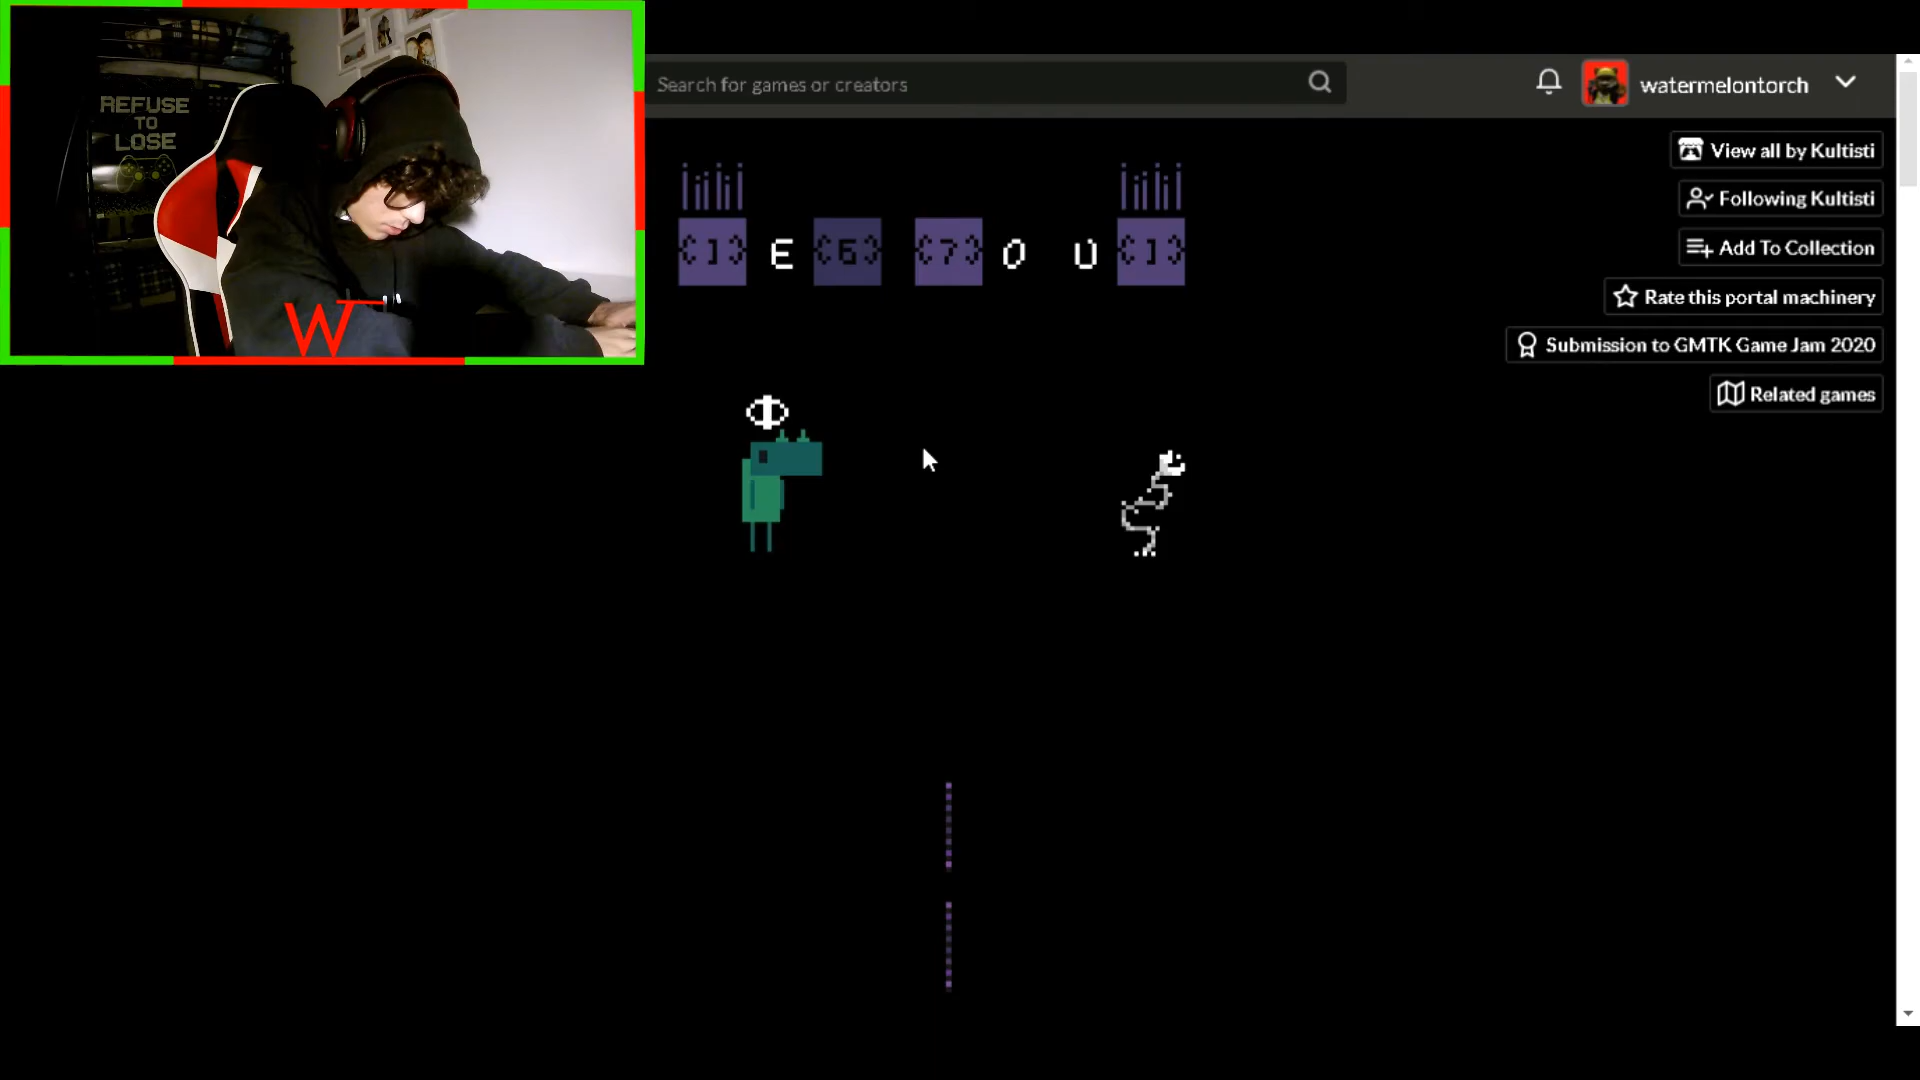 REFUSE
TO
LOSE
W
Search for games or creators
watermelontorch
View all by Kultisti
Following Kultisti
Add To Collection
Rate this portal machinery
Submission to GMTK Game Jam 2020
Related games
<1> E <6> <7> O U <1>
Φ